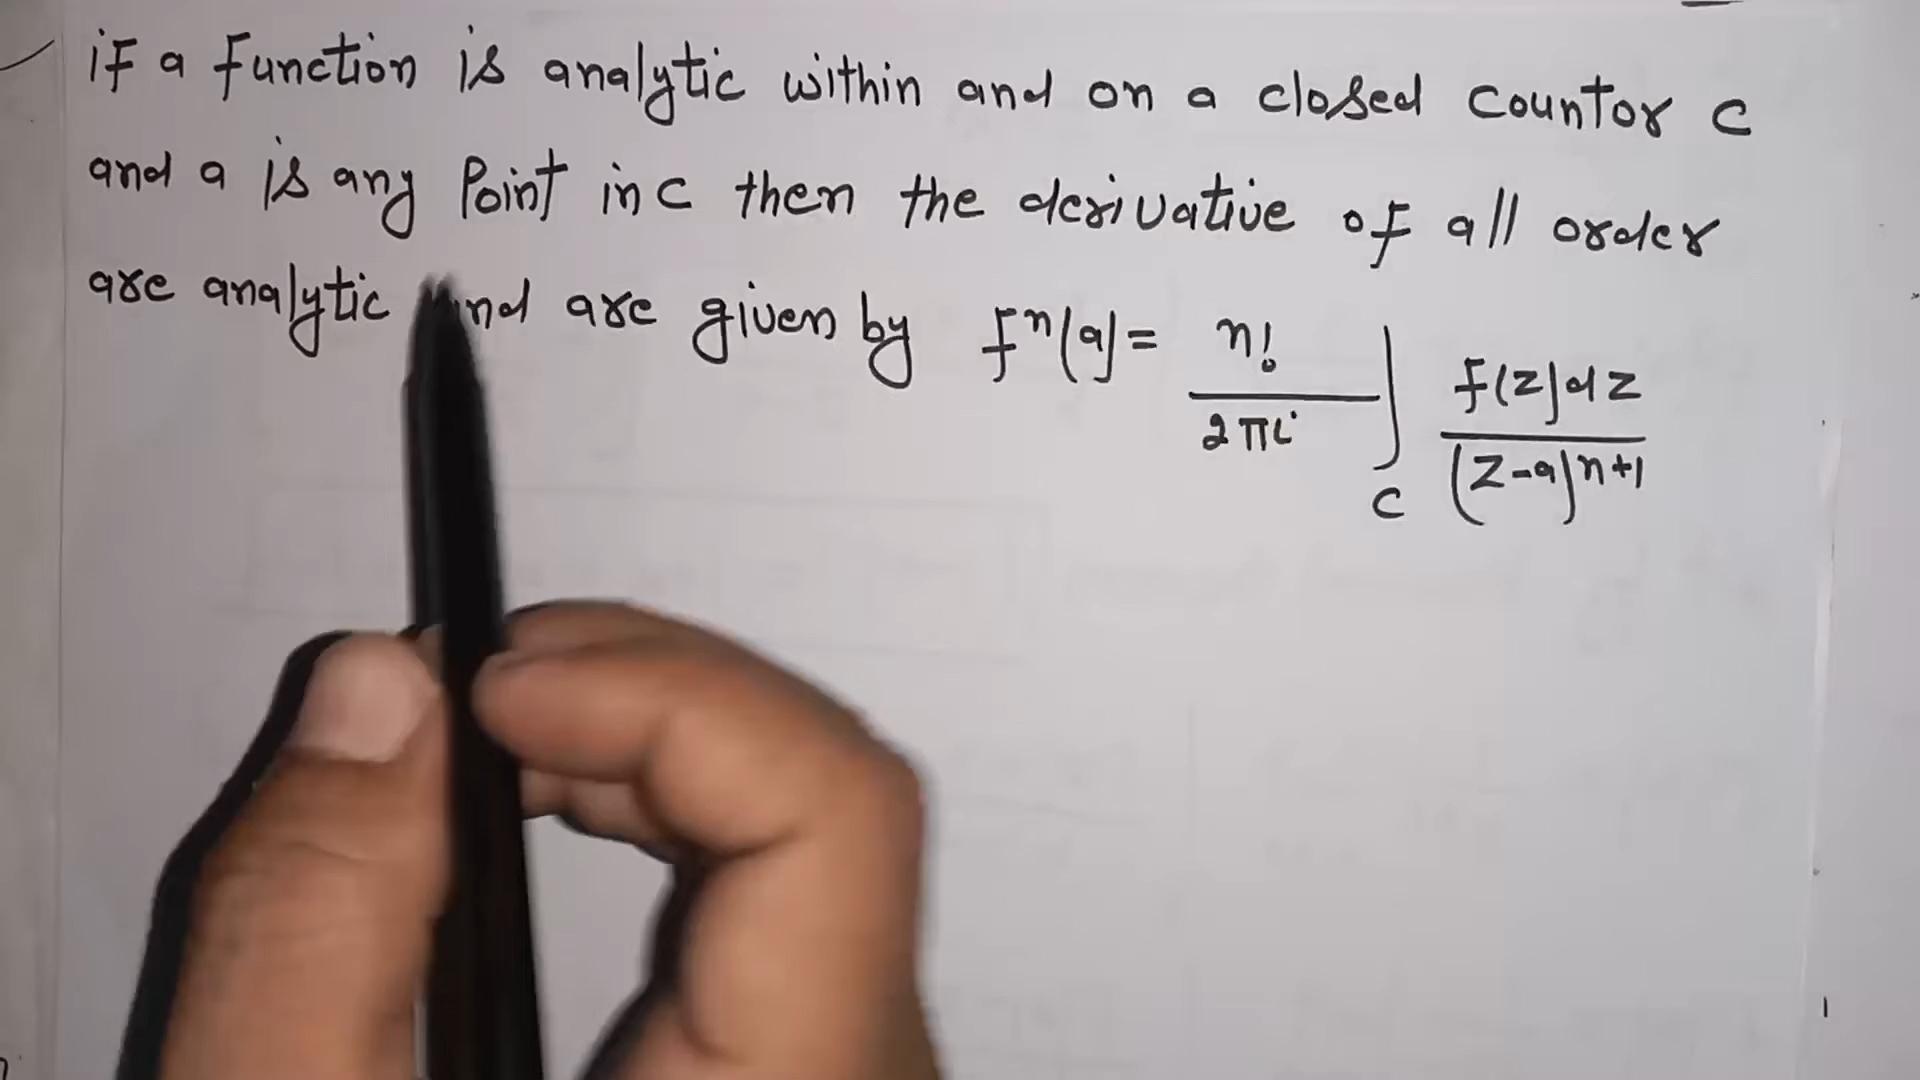 if a function is analytic within and on a closed countor c
and a is any Point in c then the derivative of all order
are analytic and are given by fⁿ(a) = n! / 2πi ∫_C f(z)dz / (z-a)ⁿ⁺¹